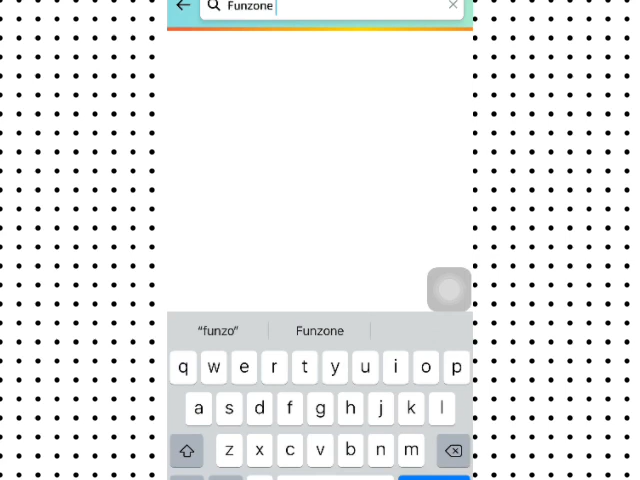 Funzone
"funzo" Funzone
q w e r t y u i o p
a s d f g h j k l
z x c v b n m